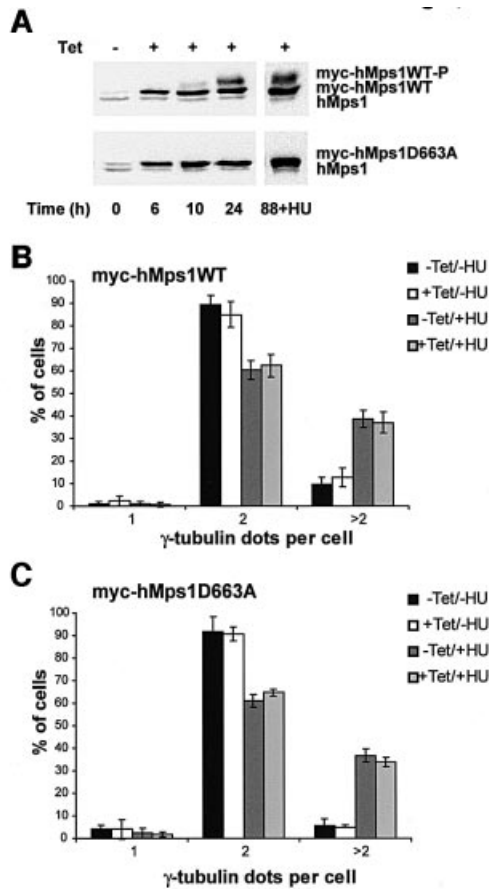 A
Tet - + + + +
myc-hMps1WT-P
myc-hMps1WT
hMps1
myc-hMps1D663A
hMps1
Time (h) 0 6 10 24 88+HU
B
myc-hMps1WT
-Tet/-HU
+Tet/-HU
-Tet/+HU
+Tet/+HU
% of cells
100
90
80
70
60
50
40
30
20
10
0
1 2 >2
γ-tubulin dots per cell
C
myc-hMps1D663A
-Tet/-HU
+Tet/-HU
-Tet/+HU
+Tet/+HU
% of cells
100
90
80
70
60
50
40
30
20
10
0
1 2 >2
γ-tubulin dots per cell